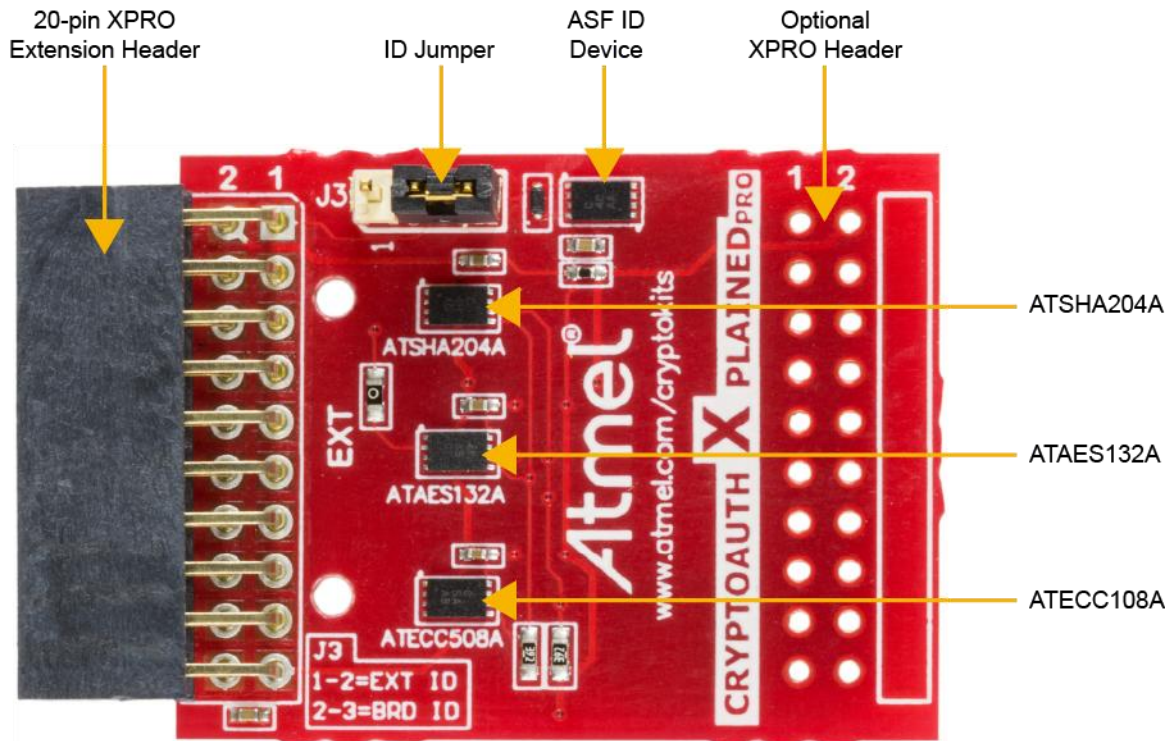 20-pin XPRO
Extension Header
ID Jumper
ASF ID
Device
Optional
XPRO Header
2 1
J3
1
1 2
ATSHA204A
ATSHA204A
EXT
ATAES132A
ATAES132A
ATECC508A
ATECC108A
Atmel®
www.atmel.com/cryptokits
CRYPTOAUTH X PLAINED PRO
J3
1-2=EXT ID
2-3=BRD ID